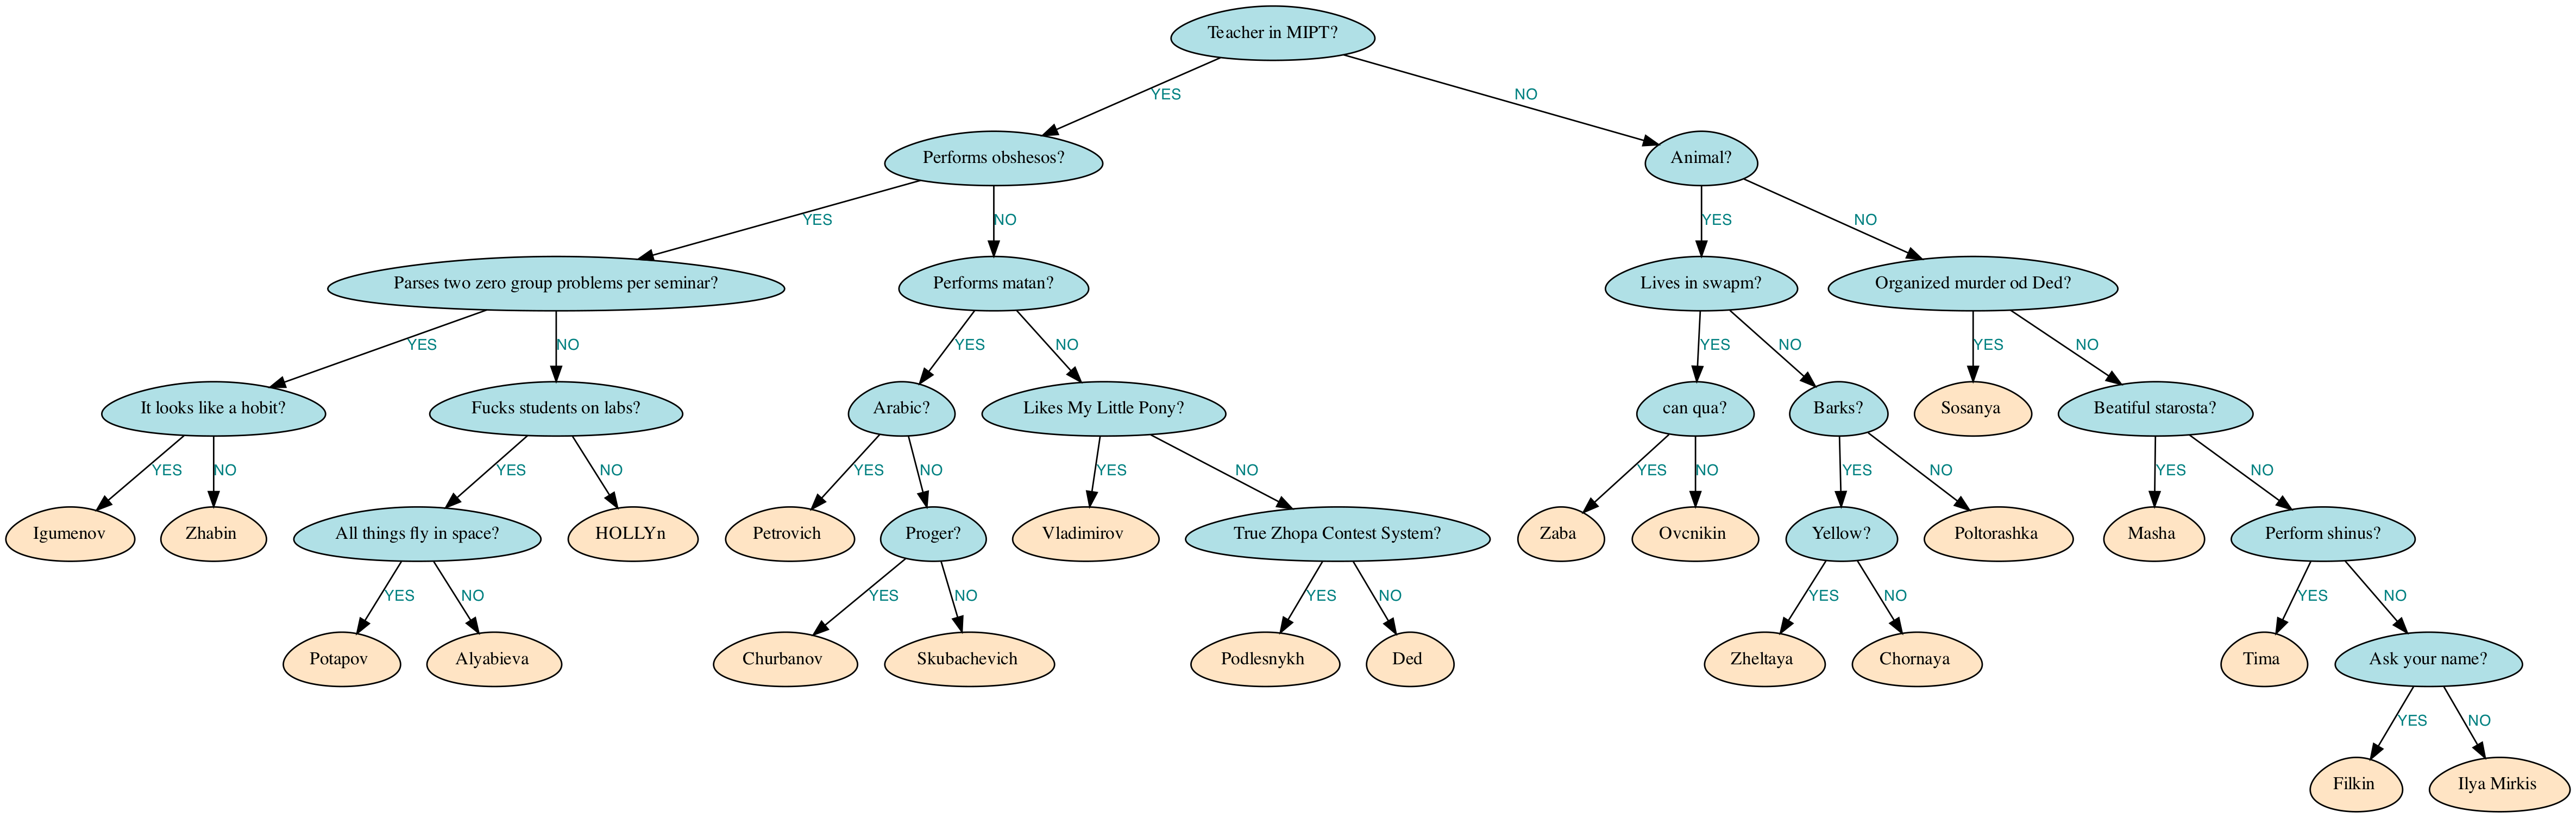 Teacher in MIPT?
YES
NO
Performs obshesos?
Animal?
YES
NO
YES
NO
Parses two zero group problems per seminar?
Performs matan?
Lives in swapm?
Organized murder od Ded?
YES
NO
YES
NO
YES
NO
YES
NO
It looks like a hobit?
Fucks students on labs?
Arabic?
Likes My Little Pony?
can qua?
Barks?
Sosanya
Beatiful starosta?
YES
NO
YES
NO
YES
NO
YES
NO
YES
NO
YES
NO
YES
NO
Igumenov
Zhabin
All things fly in space?
HOLLYn
Petrovich
Proger?
Vladimirov
True Zhopa Contest System?
Zaba
Ovcnikin
Yellow?
Poltorashka
Masha
Perform shinus?
YES
NO
YES
NO
YES
NO
YES
NO
YES
NO
Potapov
Alyabieva
Churbanov
Skubachevich
Podlesnykh
Ded
Zheltaya
Chornaya
Tima
Ask your name?
YES
NO
Filkin
Ilya Mirkis